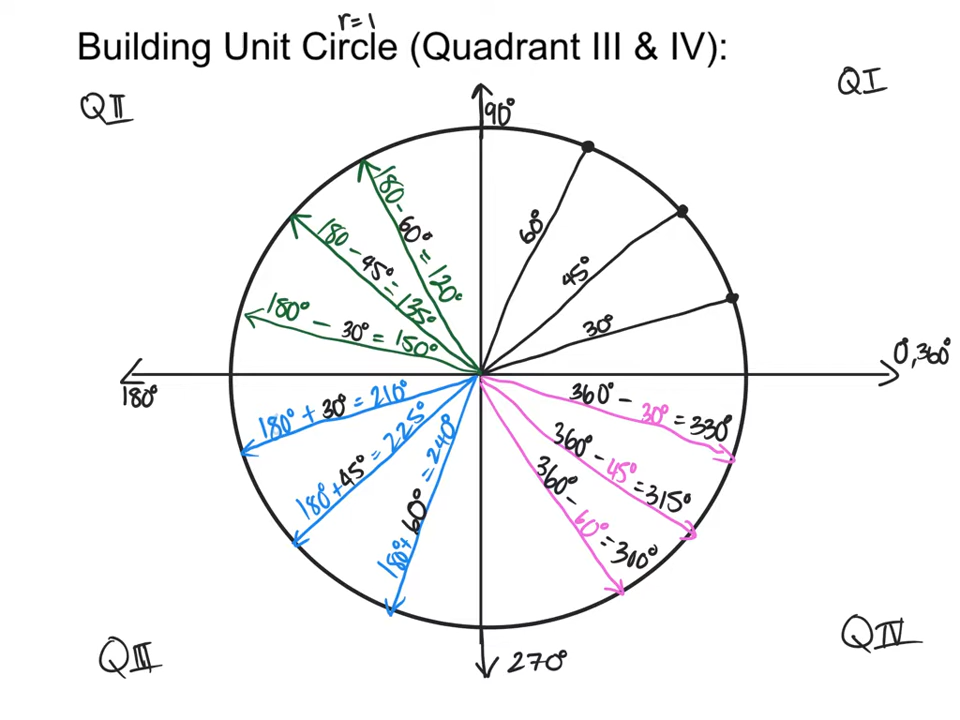 r=1
Building Unit Circle (Quadrant III & IV):
QII
QI
90°
180-60°=120°
60°
180-45°=135°
45°
180°-30°=150°
30°
0°,360°
180°
180°+30°=210°
360°-30°=330°
180°+45°=225°
360°-45°=315°
180°+60°=240°
360°-60°=300°
QIII
270°
QIV